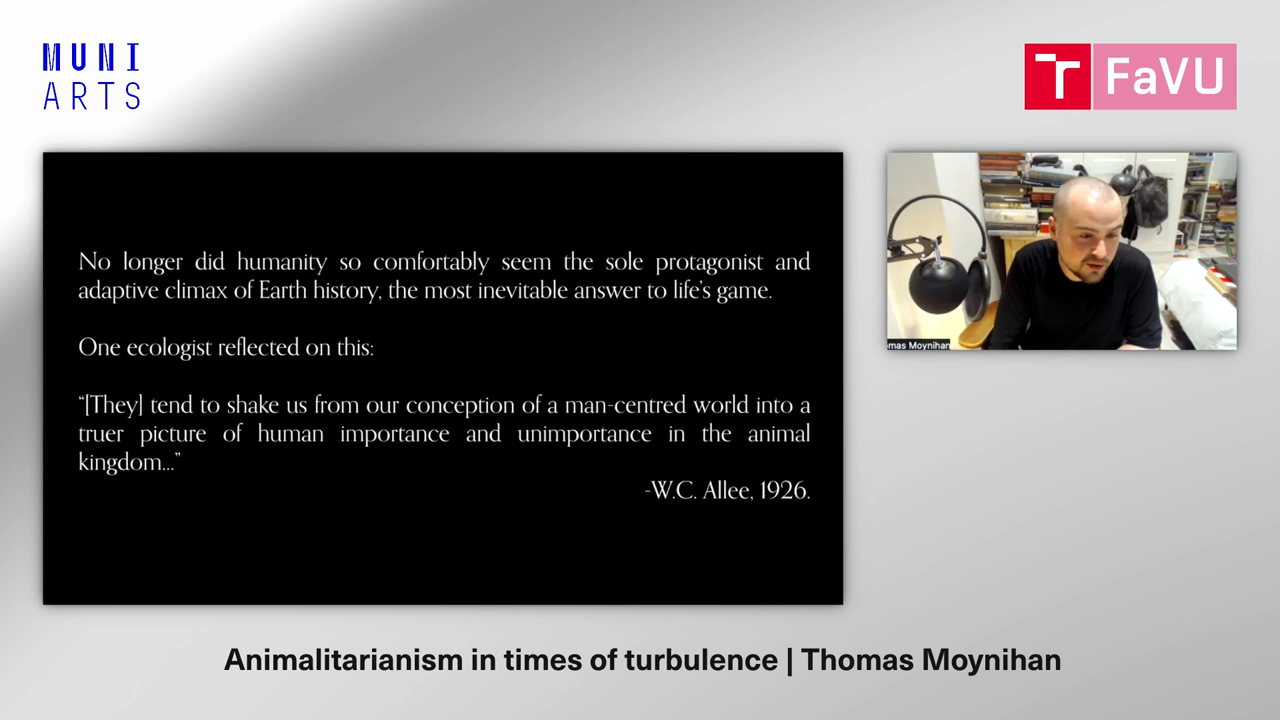 MUNI
ARTS
T FaVU
No longer did humanity so comfortably seem the sole protagonist and
adaptive climax of Earth history, the most inevitable answer to life’s game.
One ecologist reflected on this:
“[They] tend to shake us from our conception of a man-centred world into a
truer picture of human importance and unimportance in the animal
kingdom...”
-W.C. Allee, 1926.
mas Moynihan
Animalitarianism in times of turbulence | Thomas Moynihan